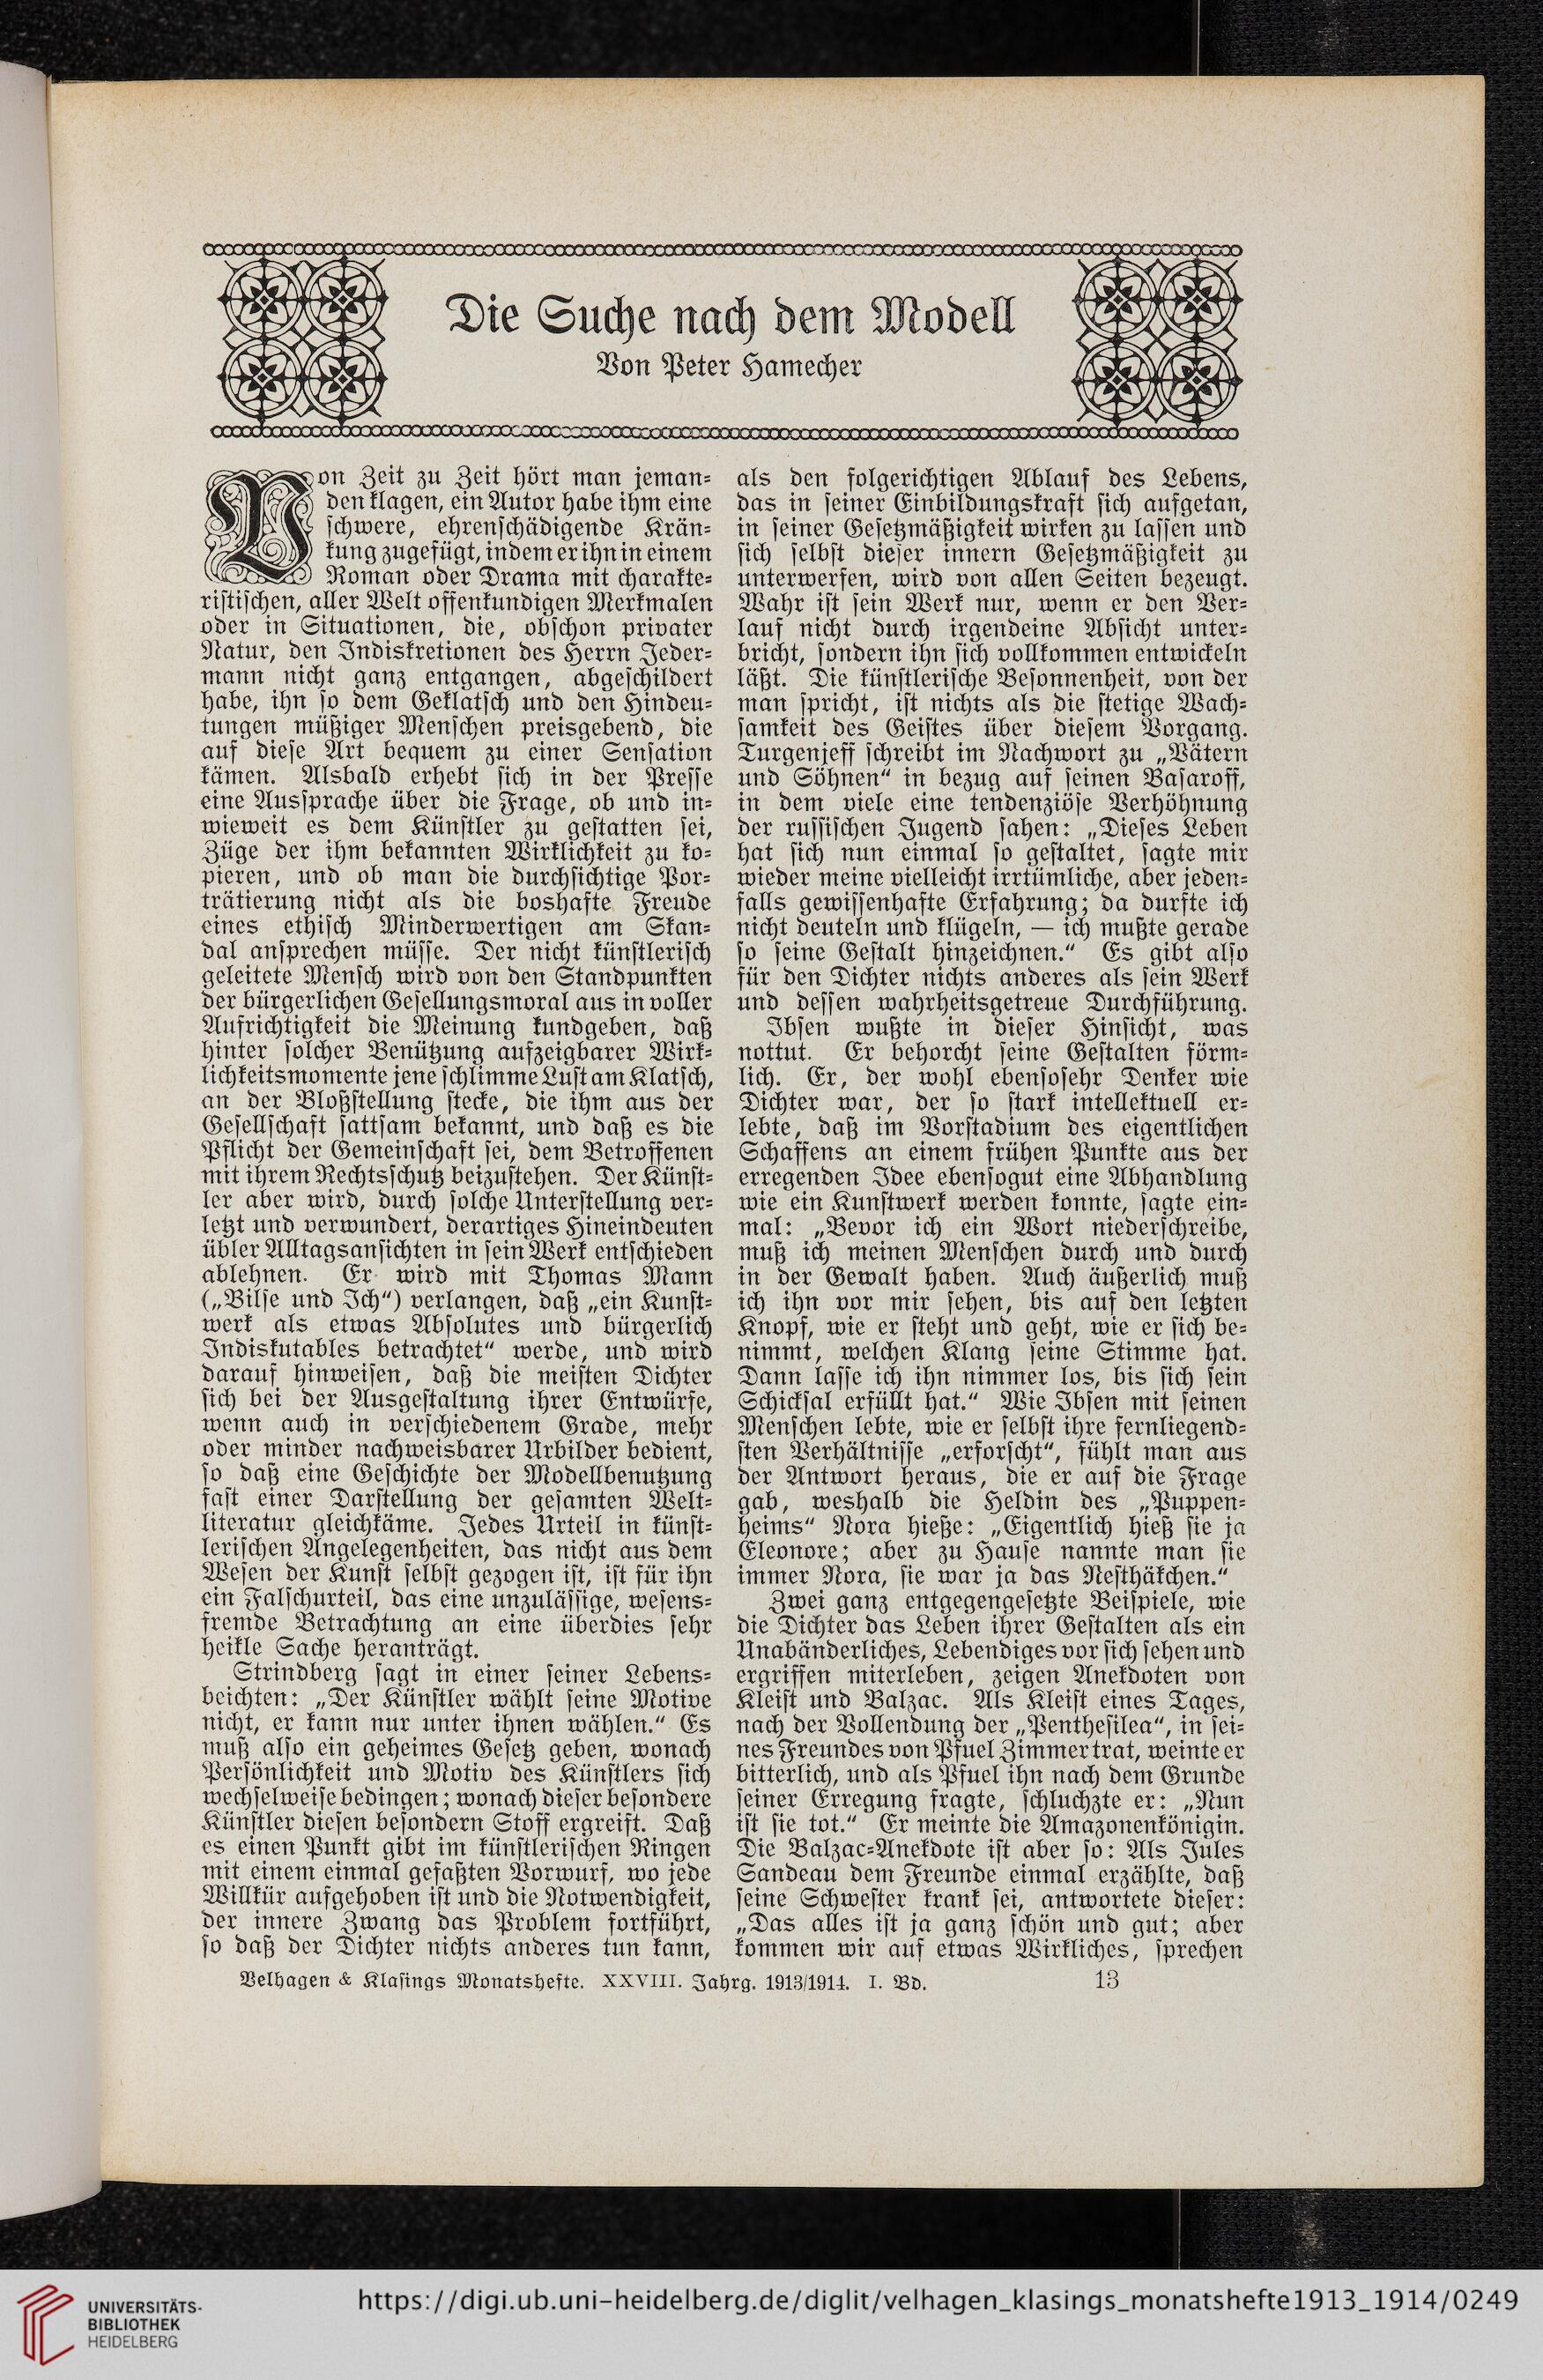 Die Suche nach dem Modell
Von Peter Hamecher
Von Zeit zu Zeit hört man jeman-
den klagen, ein Autor habe ihm eine
schwere, ehrenschädigende Krän-
kung zugefügt, indem er ihn in einem
Roman oder Drama mit charakte-
ristischen, aller Welt offenkundigen Merkmalen
oder in Situationen, die, obschon privater
Natur, den Indiskretionen des Herrn Jeder-
mann nicht ganz entgangen, abgeschildert
habe, ihn so dem Geklatsch und den Hindeu-
tungen müßiger Menschen preisgebend, die
auf diese Art bequem zu einer Sensation
kämen. Alsbald erhebt sich in der Presse
eine Aussprache über die Frage, ob und in-
wieweit es dem Künstler zu gestatten sei,
Züge der ihm bekannten Wirklichkeit zu ko-
pieren, und ob man die durchsichtige Por-
trätierung nicht als die boshafte Freude
eines ethisch Minderwertigen am Skan-
dal ansprechen müsse. Der nicht künstlerisch
geleitete Mensch wird von den Standpunkten
der bürgerlichen Gesellungsmoral aus in voller
Aufrichtigkeit die Meinung kundgeben, daß
hinter solcher Benützung aufzeigbarer Wirk-
lichkeitsmomente jene schlimme Lust am Klatsch,
an der Bloßstellung stecke, die ihm aus der
Gesellschaft sattsam bekannt, und daß es die
Pflicht der Gemeinschaft sei, dem Betroffenen
mit ihrem Rechtsschutz beizustehen. Der Künst-
ler aber wird, durch solche Unterstellung ver-
letzt und verwundert, derartiges Hineindeuten
übler Alltagsansichten in sein Werk entschieden
ablehnen. Er wird mit Thomas Mann
(„Bilse und Ich“) verlangen, daß „ein Kunst-
werk als etwas Absolutes und bürgerlich
Indiskutables betrachtet“ werde, und wird
darauf hinweisen, daß die meisten Dichter
sich bei der Ausgestaltung ihrer Entwürfe,
wenn auch in verschiedenem Grade, mehr
oder minder nachweisbarer Urbilder bedient,
so daß eine Geschichte der Modellbenutzung
fast einer Darstellung der gesamten Welt-
literatur gleichkäme. Jedes Urteil in künst-
lerischen Angelegenheiten, das nicht aus dem
Wesen der Kunst selbst gezogen ist, ist für ihn
ein Falschurteil, das eine unzulässige, wesens-
fremde Betrachtung an eine überdies sehr
heikle Sache heranträgt.
Strindberg sagt in einer seiner Lebens-
beichten: „Der Künstler wählt seine Motive
nicht, er kann nur unter ihnen wählen.“ Es
muß also ein geheimes Gesetz geben, wonach
Persönlichkeit und Motiv des Künstlers sich
wechselweise bedingen; wonach dieser besondere
Künstler diesen besondern Stoff ergreift. Daß
es einen Punkt gibt im künstlerischen Ringen
mit einem einmal gefaßten Vorwurf, wo jede
Willkür aufgehoben ist und die Notwendigkeit,
der innere Zwang das Problem fortführt,
so daß der Dichter nichts anderes tun kann,
als den folgerichtigen Ablauf des Lebens,
das in seiner Einbildungskraft sich aufgetan,
in seiner Gesetzmäßigkeit wirken zu lassen und
sich selbst dieser innern Gesetzmäßigkeit zu
unterwerfen, wird von allen Seiten bezeugt.
Wahr ist sein Werk nur, wenn er den Ver-
lauf nicht durch irgendeine Absicht unter-
bricht, sondern ihn sich vollkommen entwickeln
läßt. Die künstlerische Besonnenheit, von der
man spricht, ist nichts als die stetige Wach-
samkeit des Geistes über diesem Vorgang.
Turgenjeff schreibt im Nachwort zu „Vätern
und Söhnen“ in bezug auf seinen Basaroff,
in dem viele eine tendenziöse Verhöhnung
der russischen Jugend sahen: „Dieses Leben
hat sich nun einmal so gestaltet, sagte mir
wieder meine vielleicht irrtümliche, aber jeden-
falls gewissenhafte Erfahrung; da durfte ich
nicht deuteln und klügeln, — ich mußte gerade
so seine Gestalt hinzeichnen.“ Es gibt also
für den Dichter nichts anderes als sein Werk
und dessen wahrheitsgetreue Durchführung.
Ibsen wußte in dieser Hinsicht, was
nottut. Er behorcht seine Gestalten förm-
lich. Er, der wohl ebensosehr Denker wie
Dichter war, der so stark intellektuell er-
lebte, daß im Vorstadium des eigentlichen
Schaffens an einem frühen Punkte aus der
erregenden Idee ebensogut eine Abhandlung
wie ein Kunstwerk werden konnte, sagte ein-
mal: „Bevor ich ein Wort niederschreibe,
muß ich meinen Menschen durch und durch
in der Gewalt haben. Auch äußerlich muß
ich ihn vor mir sehen, bis auf den letzten
Knopf, wie er steht und geht, wie er sich be-
nimmt, welchen Klang seine Stimme hat.
Dann lasse ich ihn nimmer los, bis sich sein
Schicksal erfüllt hat.“ Wie Ibsen mit seinen
Menschen lebte, wie er selbst ihre fernliegend-
sten Verhältnisse „erforscht“, fühlt man aus
der Antwort heraus, die er auf die Frage
gab, weshalb die Heldin des „Puppen-
heims“ Nora hieße: „Eigentlich hieß sie ja
Eleonore; aber zu Hause nannte man sie
immer Nora, sie war ja das Nesthäkchen.“
Zwei ganz entgegengesetzte Beispiele, wie
die Dichter das Leben ihrer Gestalten als ein
Unabänderliches, Lebendiges vor sich sehen und
ergriffen miterleben, zeigen Anekdoten von
Kleist und Balzac. Als Kleist eines Tages,
nach der Vollendung der „Penthesilea“, in sei-
nes Freundes von Pfuel Zimmer trat, weinte er
bitterlich, und als Pfuel ihn nach dem Grunde
seiner Erregung fragte, schluchzte er: „Nun
ist sie tot.“ Er meinte die Amazonenkönigin.
Die Balzac-Anekdote ist aber so: Als Jules
Sandeau dem Freunde einmal erzählte, daß
seine Schwester krank sei, antwortete dieser:
„Das alles ist ja ganz schön und gut; aber
kommen wir auf etwas Wirkliches, sprechen
Velhagen & Klasings Monatshefte. XXVIII. Jahrg. 1913/1914. I. Bd. 13
UNIVERSITÄTS-
BIBLIOTHEK
HEIDELBERG
https://digi.ub.uni-heidelberg.de/diglit/velhagen_klasings_monatshefte1913_1914/0249